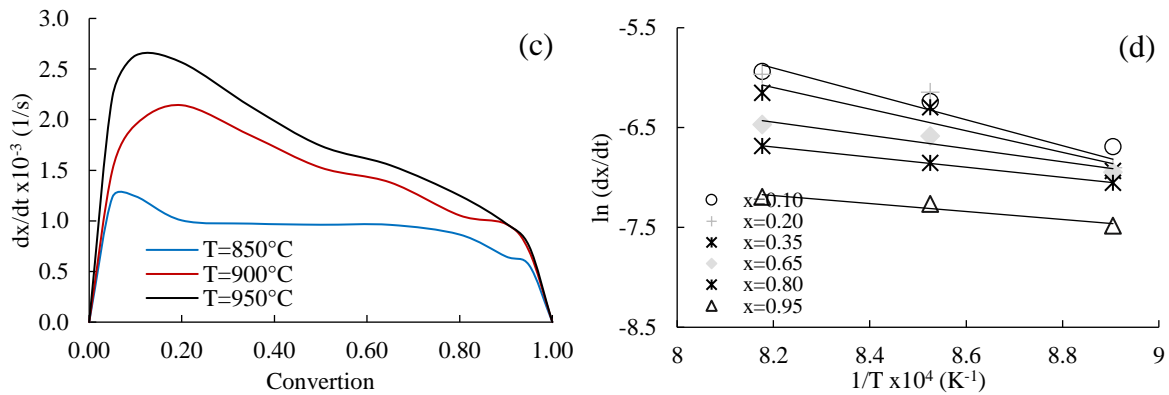 (c)
dx/dt x10⁻³ (1/s)
3.0
2.5
2.0
1.5
1.0
0.5
0.0
T=850°C
T=900°C
T=950°C
0.00 0.20 0.40 0.60 0.80 1.00
Convertion
(d)
ln (dx/dt)
-5.5
-6.5
-7.5
-8.5
x=0.10
x=0.20
x=0.35
x=0.65
x=0.80
x=0.95
8 8.2 8.4 8.6 8.8 9
1/T x10⁴ (K⁻¹)